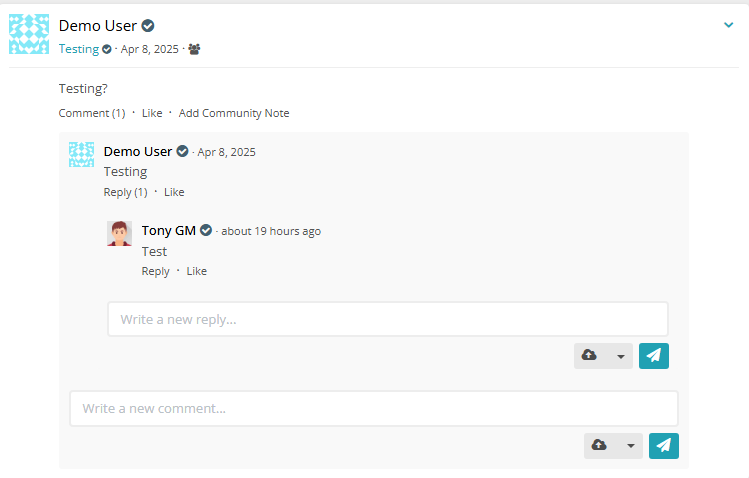 Demo User
Testing · Apr 8, 2025 ·
Testing?
Comment (1) · Like · Add Community Note
Demo User · Apr 8, 2025
Testing
Reply (1) · Like
Tony GM · about 19 hours ago
Test
Reply · Like
Write a new reply...
Write a new comment...